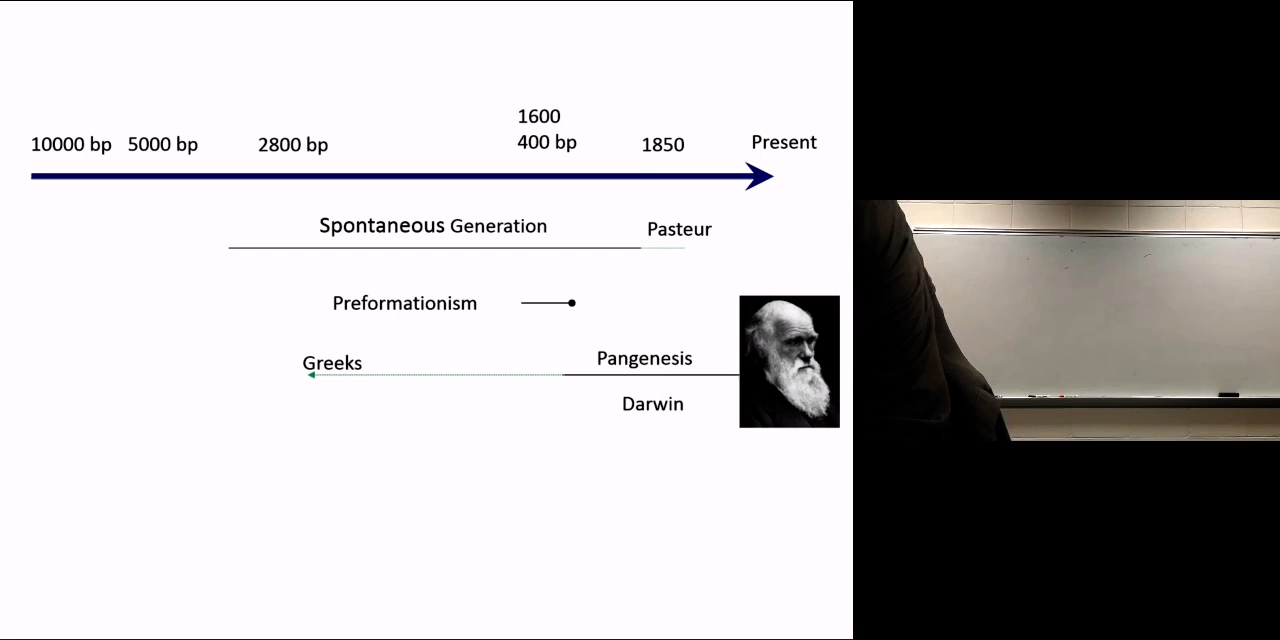 1600
10000 bp 5000 bp 2800 bp 400 bp 1850 Present
Spontaneous Generation Pasteur
Preformationism
Greeks Pangenesis
Darwin